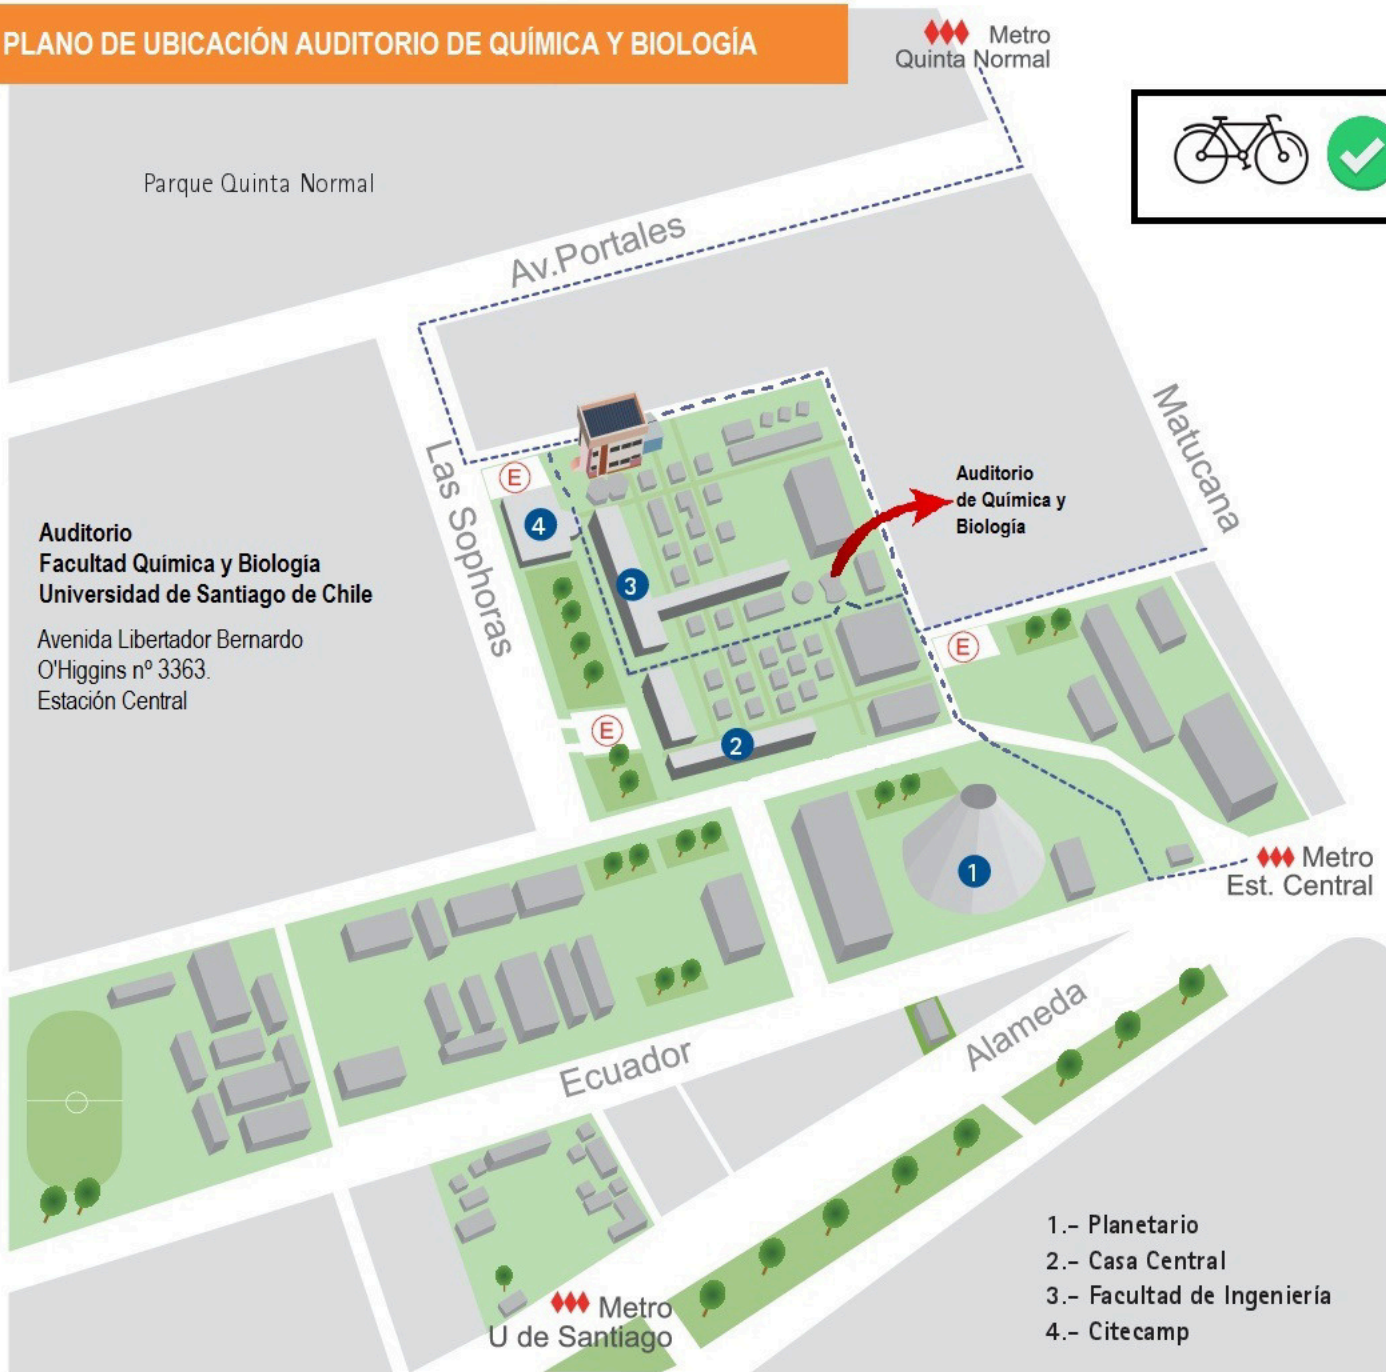 PLANO DE UBICACIÓN AUDITORIO DE QUÍMICA Y BIOLOGÍA
Metro
Quinta Normal
Parque Quinta Normal
Av.Portales
Matucana
Las Sophoras
Auditorio
de Química y
Biología
Auditorio
Facultad Química y Biología
Universidad de Santiago de Chile
Avenida Libertador Bernardo
O'Higgins nº 3363.
Estación Central
E
4
3
E
E
2
1
Metro
Est. Central
Ecuador
Alameda
Metro
U de Santiago
1.- Planetario
2.- Casa Central
3.- Facultad de Ingeniería
4.- Citecamp